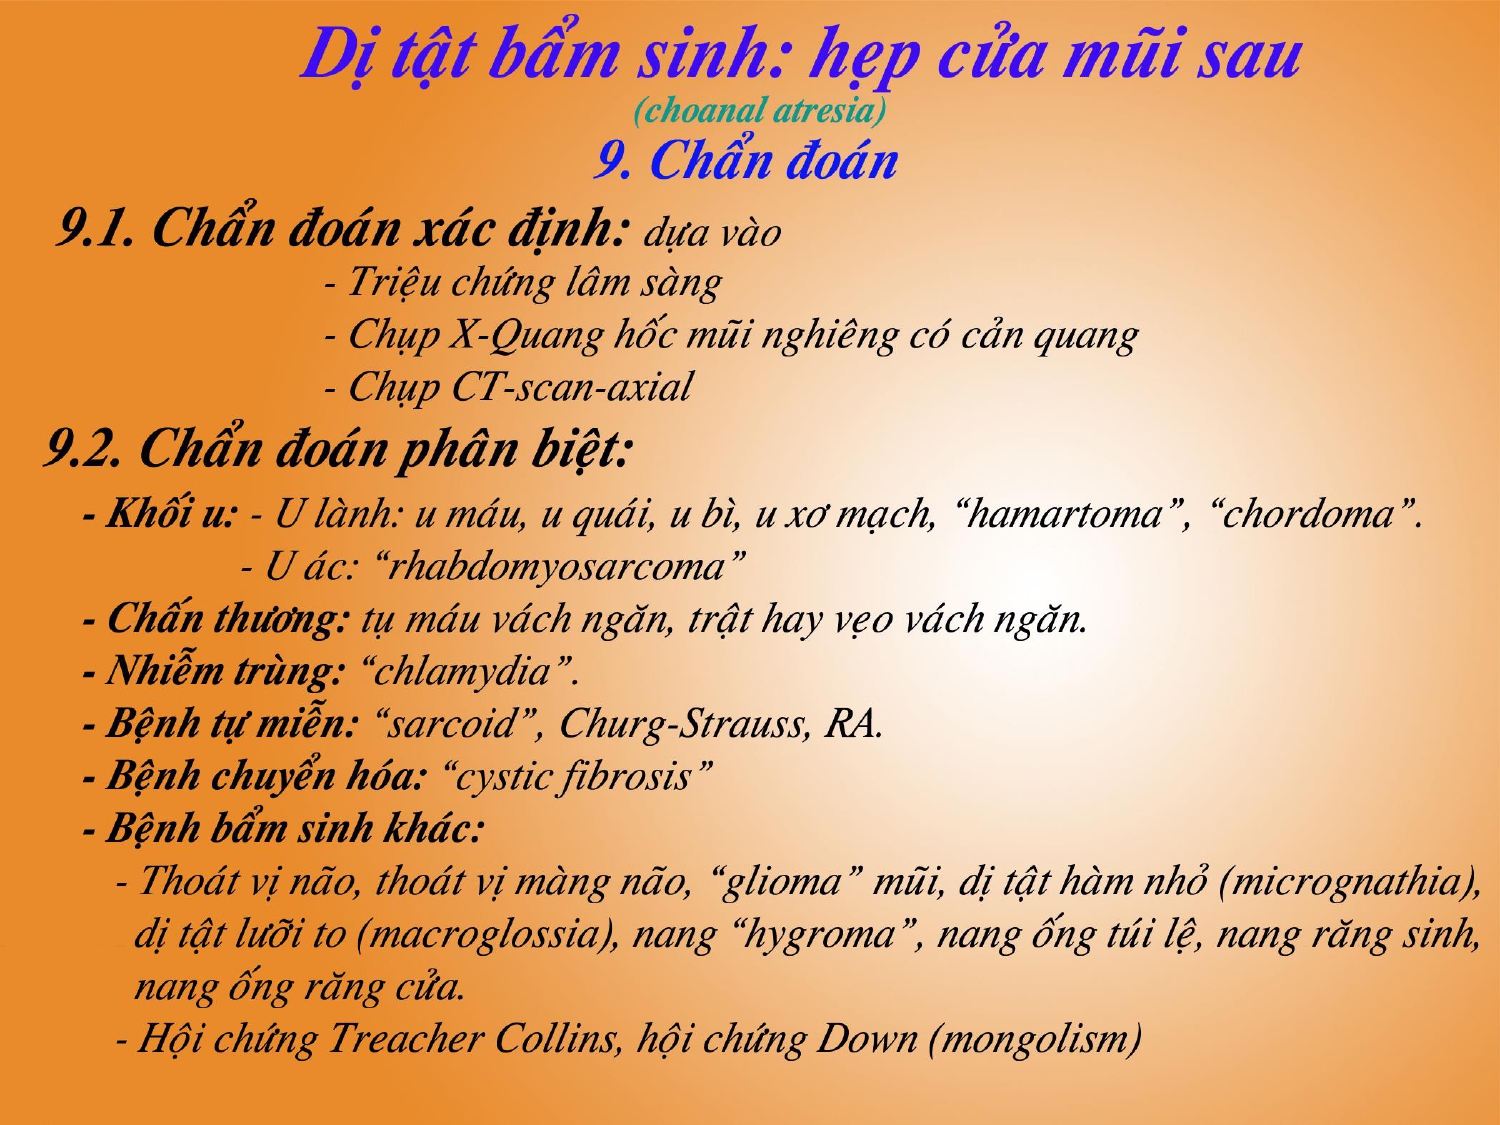 Dị tật bẩm sinh: hẹp cửa mũi sau
(choanal atresia)
9. Chẩn đoán
9.1. Chẩn đoán xác định: dựa vào
- Triệu chứng lâm sàng
- Chụp X-Quang hốc mũi nghiêng có cản quang
- Chụp CT-scan-axial
9.2. Chẩn đoán phân biệt:
- Khối u: - U lành: u máu, u quái, u bì, u xơ mạch, “hamartoma”, “chordoma”.
- U ác: “rhabdomyosarcoma”
- Chấn thương: tụ máu vách ngăn, trật hay vẹo vách ngăn.
- Nhiễm trùng: “chlamydia”.
- Bệnh tự miễn: “sarcoid”, Churg-Strauss, RA.
- Bệnh chuyển hóa: “cystic fibrosis”
- Bệnh bẩm sinh khác:
- Thoát vị não, thoát vị màng não, “glioma” mũi, dị tật hàm nhỏ (micrognathia),
dị tật lưỡi to (macroglossia), nang “hygroma”, nang ống túi lệ, nang răng sinh,
nang ống răng cửa.
- Hội chứng Treacher Collins, hội chứng Down (mongolism)